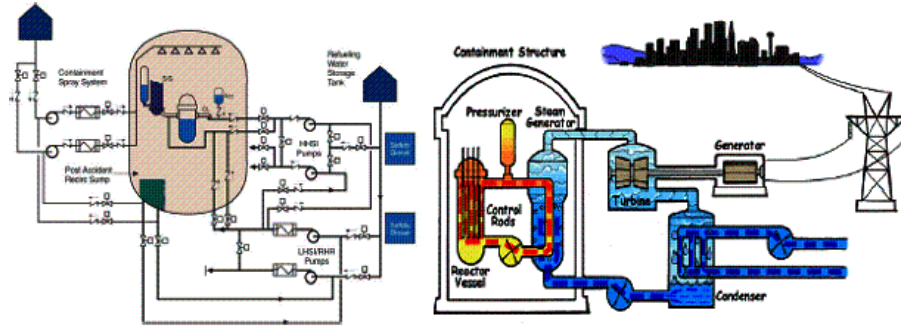 Containment
Spray System
Post Accident
Recirc Sump
S/G
Refueling
Water
Storage
Tank
HHSI
Pumps
LHSI/RHR
Pumps
Containment Structure
Pressurizer
Steam
Generator
Control
Rods
Reactor
Vessel
Turbine
Generator
Condenser